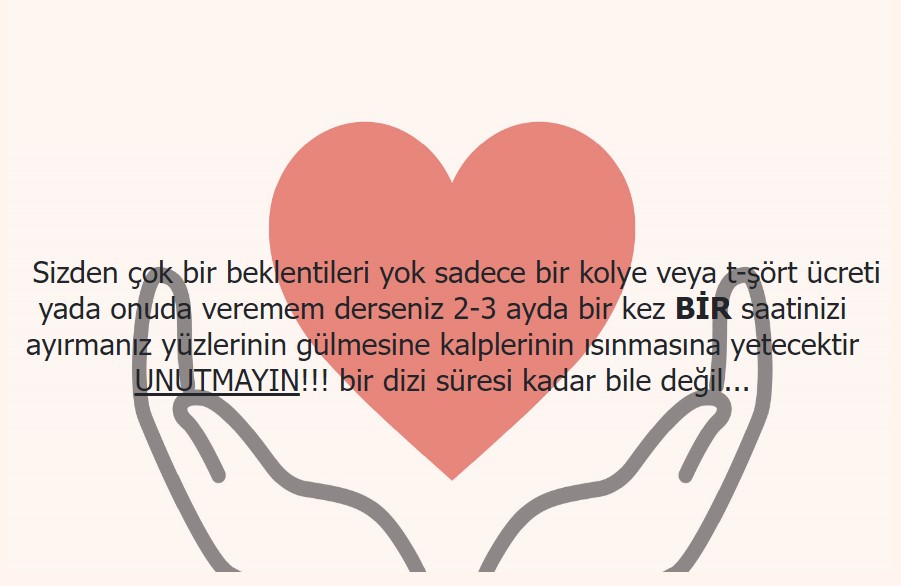 Sizden çok bir beklentileri yok sadece bir kolye veya t-şört ücreti
yada onuda veremem derseniz 2-3 ayda bir kez BİR saatinizi
ayırmanız yüzlerinin gülmesine kalplerinin ısınmasına yetecektir
UNUTMAYIN!!! bir dizi süresi kadar bile değil...